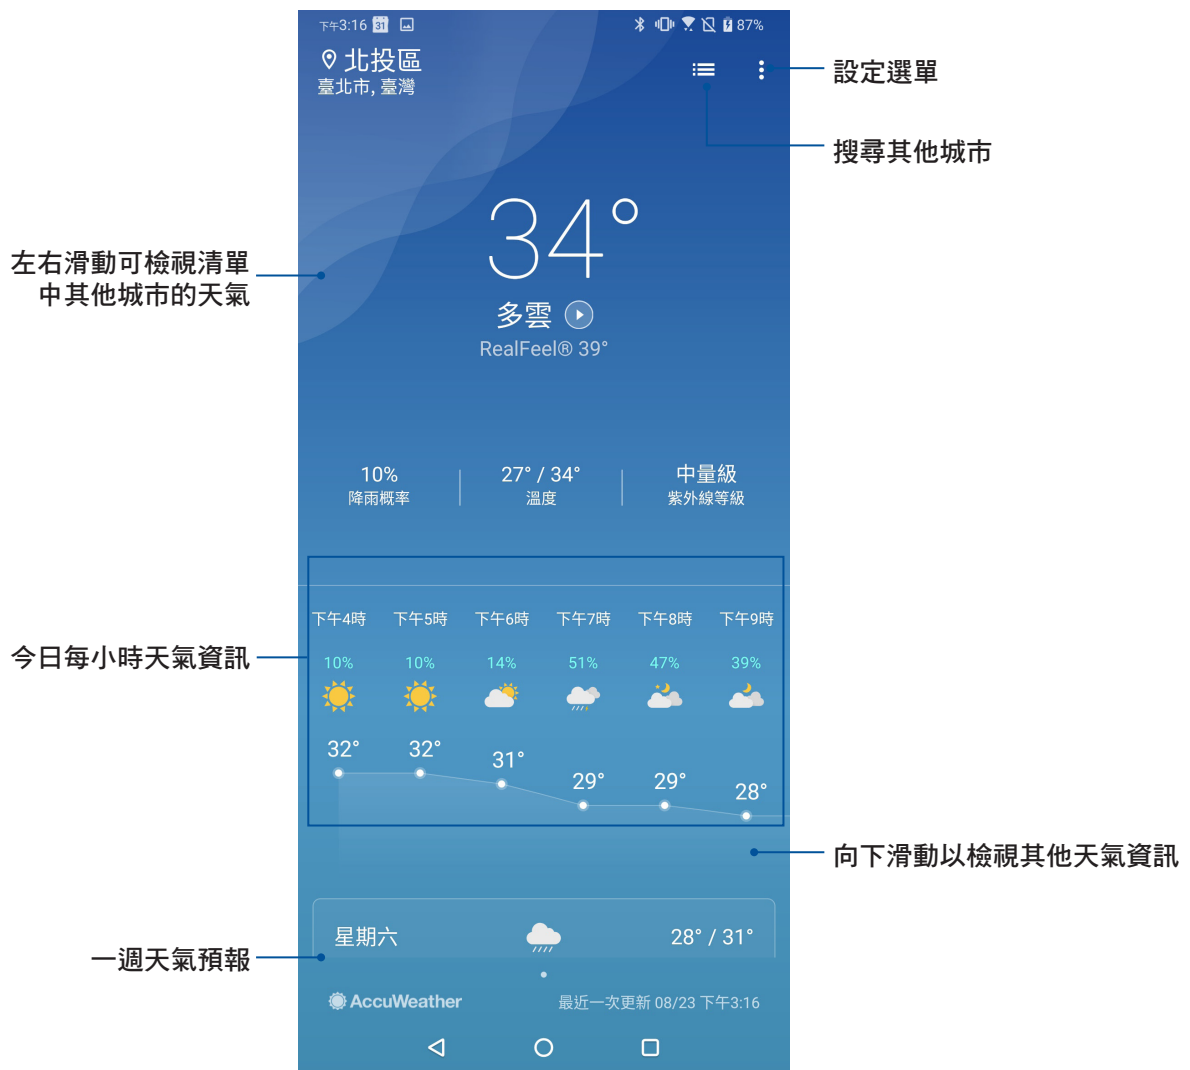 下午3:16 31 87%
北投區
臺北市, 臺灣
設定選單
搜尋其他城市
34°
左右滑動可檢視清單
中其他城市的天氣
多雲
RealFeel® 39°
10% 27° / 34° 中量級
降雨概率 溫度 紫外線等級
下午4時 下午5時 下午6時 下午7時 下午8時 下午9時
今日每小時天氣資訊
10% 10% 14% 51% 47% 39%
32° 32° 31° 29° 29° 28°
向下滑動以檢視其他天氣資訊
星期六 28° / 31°
一週天氣預報
AccuWeather 最近一次更新 08/23 下午3:16